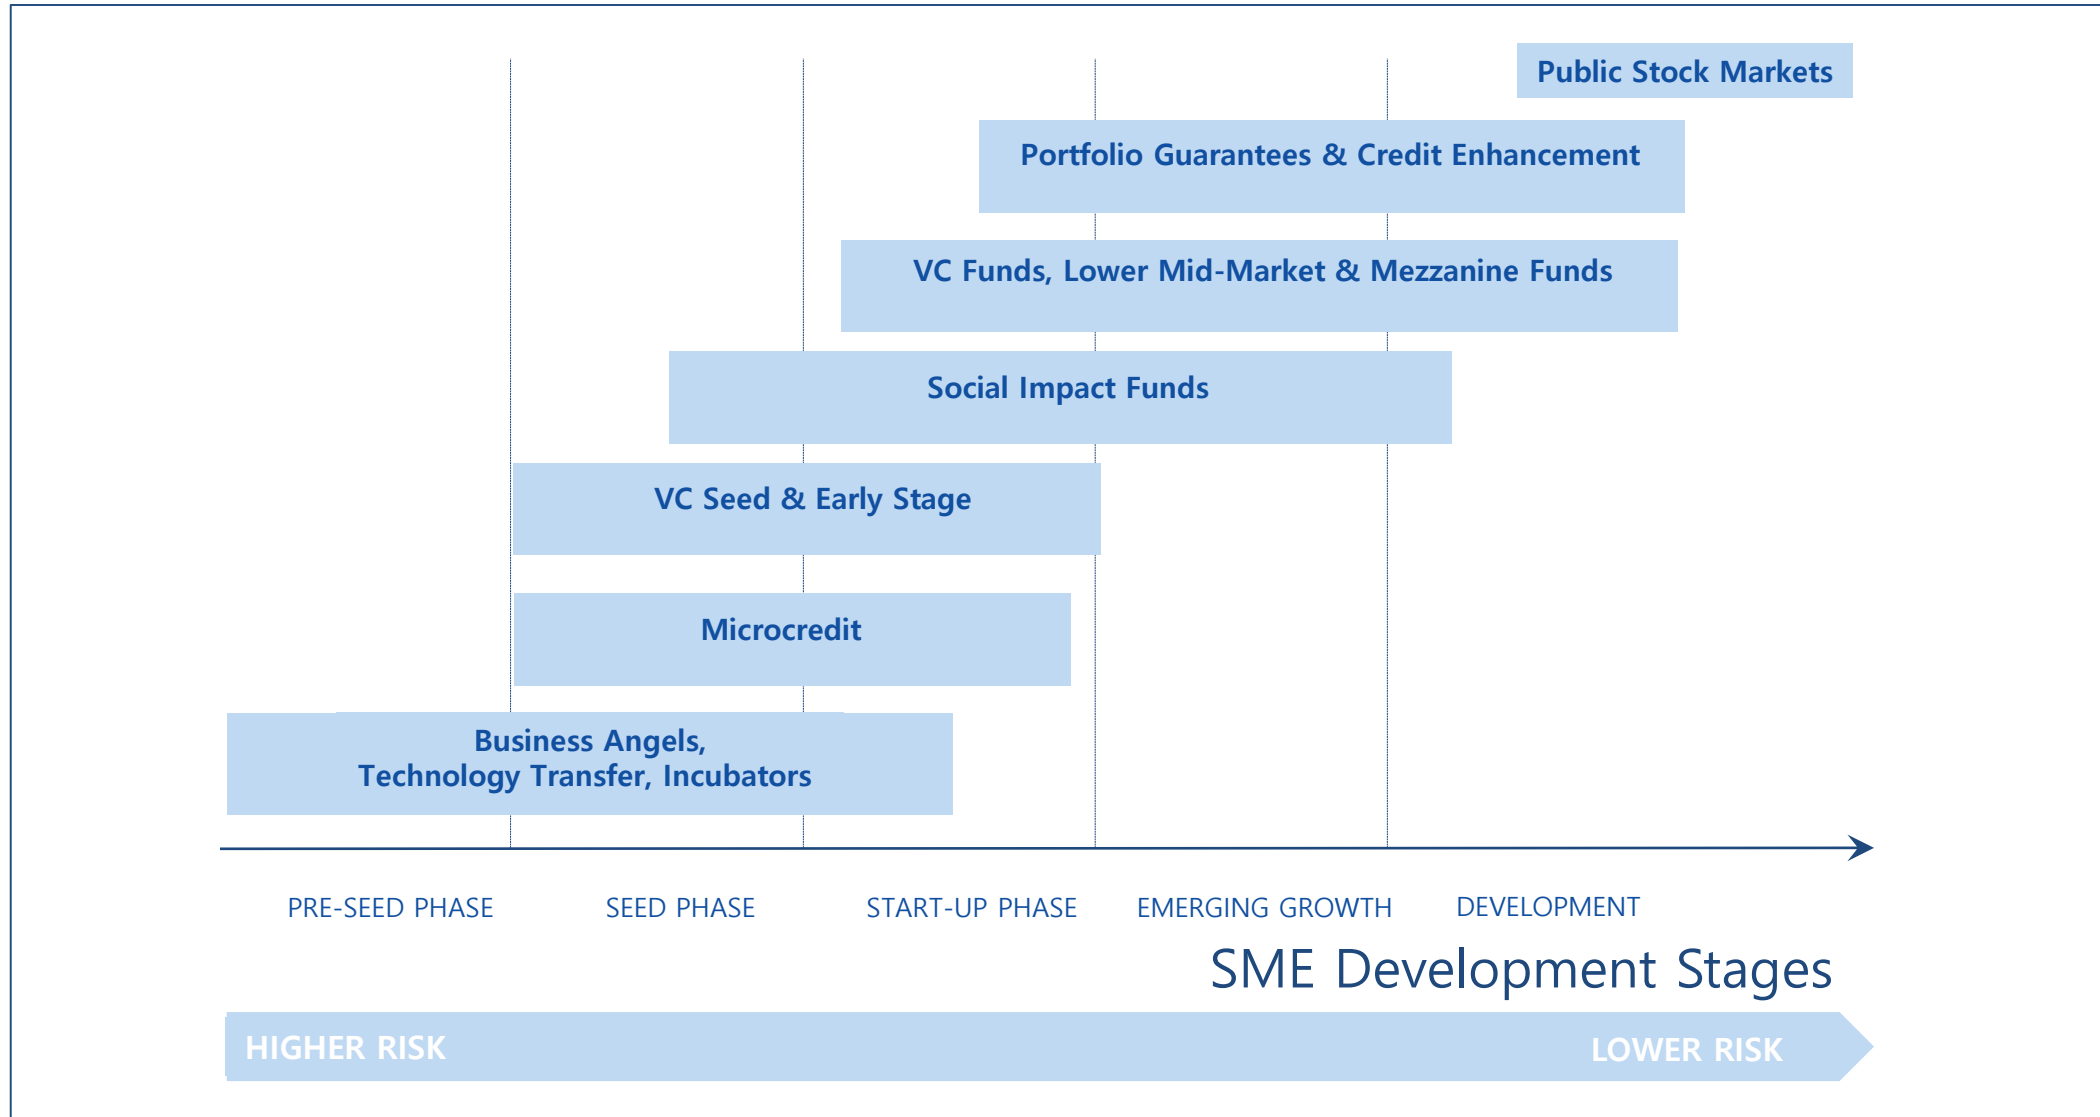 Public Stock Markets
Portfolio Guarantees & Credit Enhancement
VC Funds, Lower Mid-Market & Mezzanine Funds
Social Impact Funds
VC Seed & Early Stage
Microcredit
Business Angels,
Technology Transfer, Incubators
PRE-SEED PHASE
SEED PHASE
START-UP PHASE
EMERGING GROWTH
DEVELOPMENT
SME Development Stages
HIGHER RISK
LOWER RISK